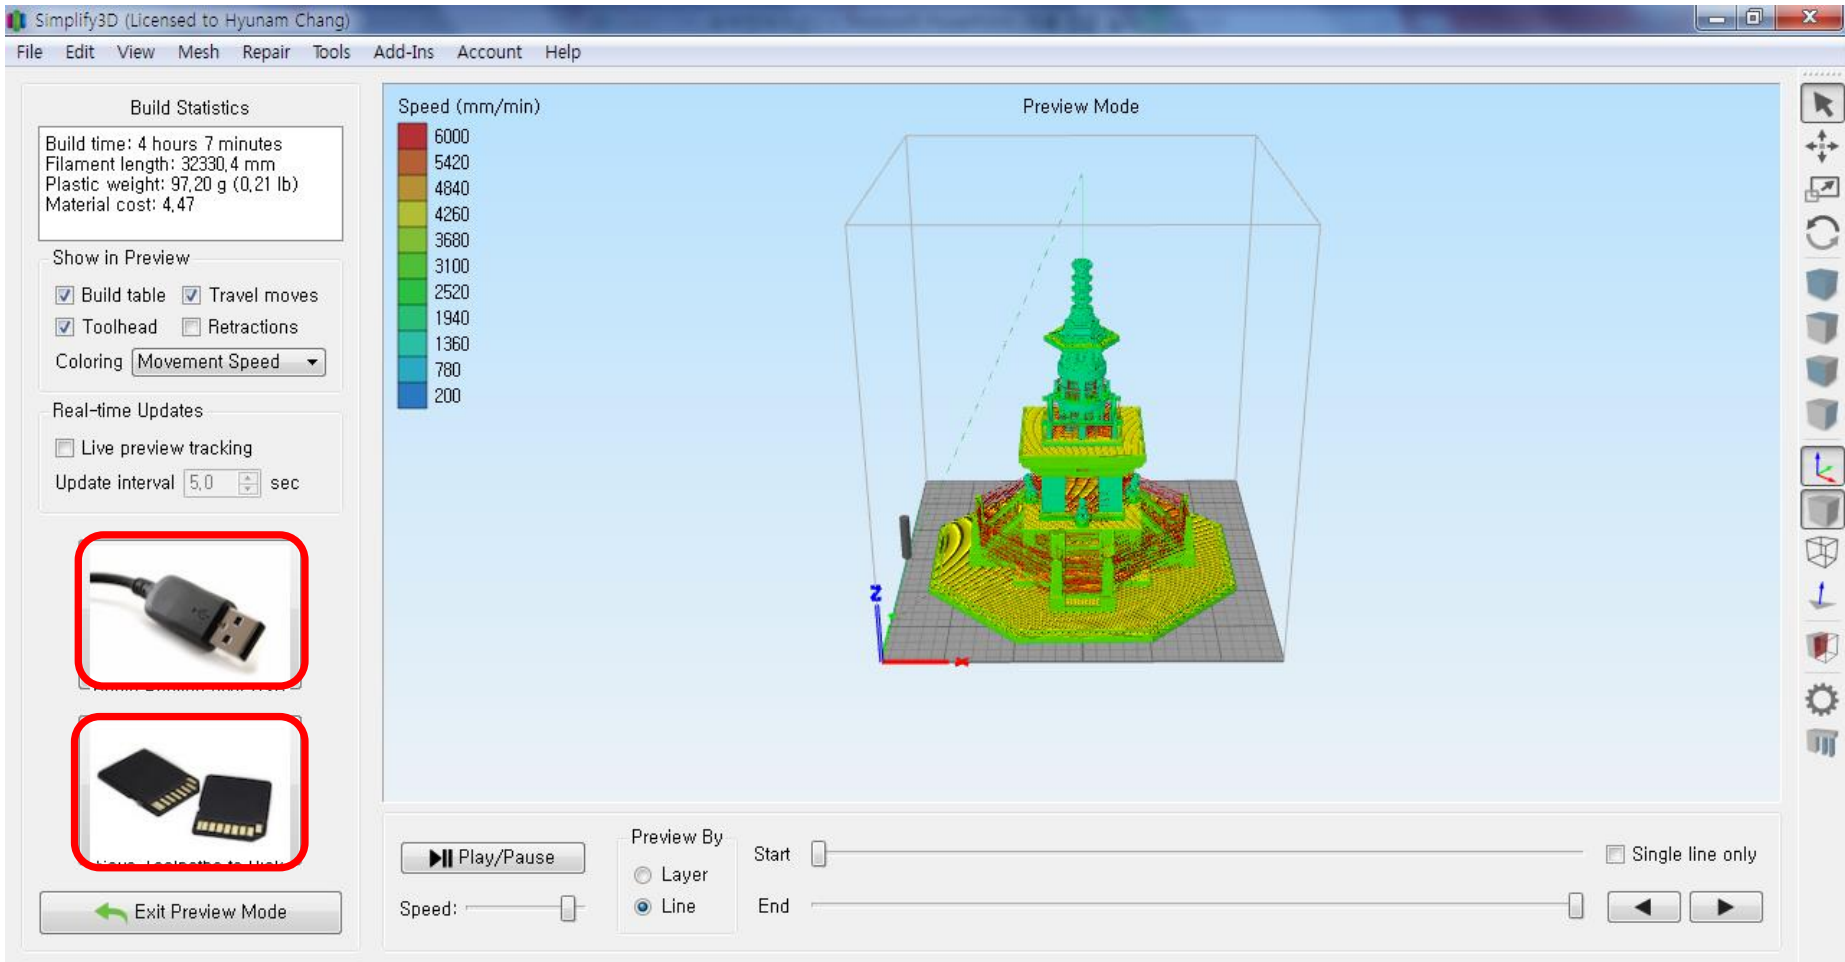 Simplify3D (Licensed to Hyunam Chang)
File Edit View Mesh Repair Tools Add-Ins Account Help
Build Statistics
Build time: 4 hours 7 minutes
Filament length: 32330,4 mm
Plastic weight: 97,20 g (0,21 lb)
Material cost: 4,47
Show in Preview
Build table Travel moves
Toolhead Retractions
Coloring Movement Speed
Real-time Updates
Live preview tracking
Update interval 5,0 sec
Exit Preview Mode
Speed (mm/min)
6000
5420
4840
4260
3680
3100
2520
1940
1360
780
200
Preview Mode
Z
X
Play/Pause
Speed:
Preview By
Layer
Line
Start
End
Single line only